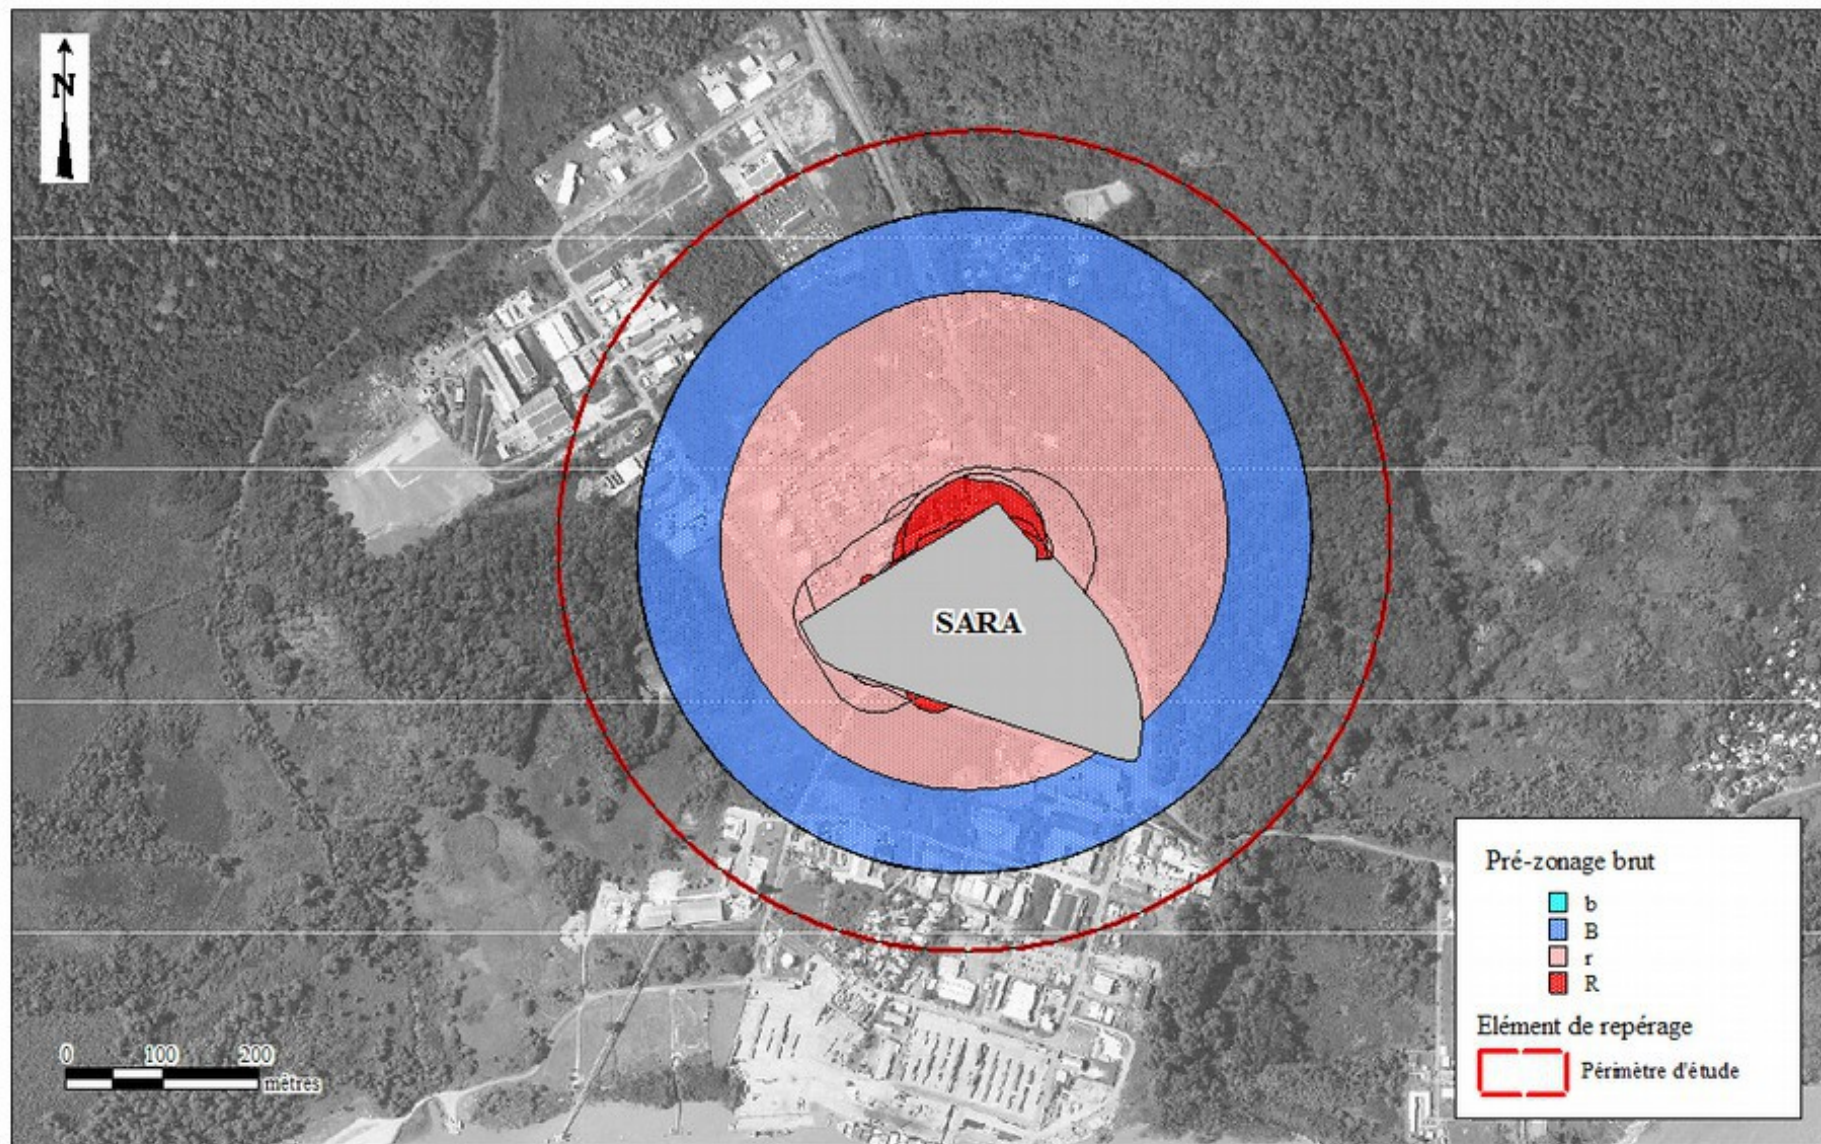 N
SARA
Pré-zonage brut
b
B
r
R
Elément de repérage
Périmètre d'étude
0 100 200
mètres